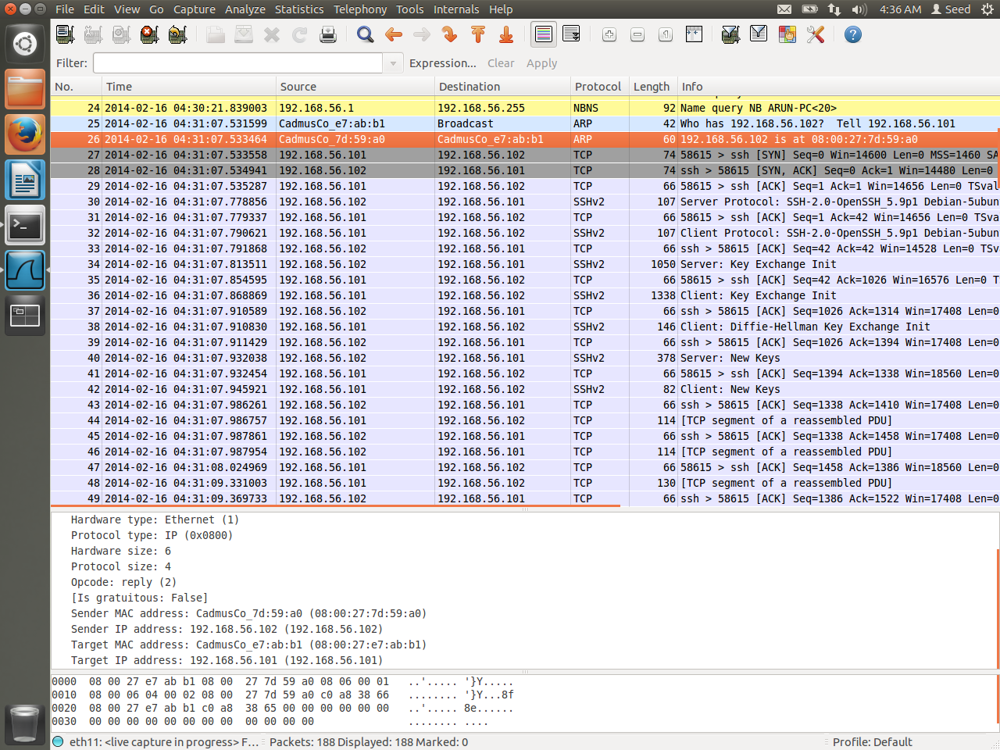 File Edit View Go Capture Analyze Statistics Telephony Tools Internals Help 4:36 AM Seed
Filter: Expression... Clear Apply
No. Time Source Destination Protocol Length Info
24 2014-02-16 04:30:21.839003 192.168.56.1 192.168.56.255 NBNS 92 Name query NB ARUN-PC<20>
25 2014-02-16 04:31:07.531599 CadmusCo_e7:ab:b1 Broadcast ARP 42 Who has 192.168.56.102? Tell 192.168.56.101
26 2014-02-16 04:31:07.533464 CadmusCo_7d:59:a0 CadmusCo_e7:ab:b1 ARP 60 192.168.56.102 is at 08:00:27:7d:59:a0
27 2014-02-16 04:31:07.533558 192.168.56.101 192.168.56.102 TCP 74 58615 > ssh [SYN] Seq=0 Win=14600 Len=0 MSS=1460 SA
28 2014-02-16 04:31:07.534941 192.168.56.102 192.168.56.101 TCP 74 ssh > 58615 [SYN, ACK] Seq=0 Ack=1 Win=14480 Len=0
29 2014-02-16 04:31:07.535287 192.168.56.101 192.168.56.102 TCP 66 58615 > ssh [ACK] Seq=1 Ack=1 Win=14656 Len=0 TSval
30 2014-02-16 04:31:07.778856 192.168.56.102 192.168.56.101 SSHv2 107 Server Protocol: SSH-2.0-OpenSSH_5.9p1 Debian-5ubun
31 2014-02-16 04:31:07.779337 192.168.56.101 192.168.56.102 TCP 66 58615 > ssh [ACK] Seq=1 Ack=42 Win=14656 Len=0 TSva
32 2014-02-16 04:31:07.790621 192.168.56.101 192.168.56.102 SSHv2 107 Client Protocol: SSH-2.0-OpenSSH_5.9p1 Debian-5ubun
33 2014-02-16 04:31:07.791868 192.168.56.102 192.168.56.101 TCP 66 ssh > 58615 [ACK] Seq=42 Ack=42 Win=14528 Len=0 TSv
34 2014-02-16 04:31:07.813511 192.168.56.102 192.168.56.101 SSHv2 1050 Server: Key Exchange Init
35 2014-02-16 04:31:07.854595 192.168.56.101 192.168.56.102 TCP 66 58615 > ssh [ACK] Seq=42 Ack=1026 Win=16576 Len=0 T
36 2014-02-16 04:31:07.868869 192.168.56.101 192.168.56.102 SSHv2 1338 Client: Key Exchange Init
37 2014-02-16 04:31:07.910589 192.168.56.102 192.168.56.101 TCP 66 ssh > 58615 [ACK] Seq=1026 Ack=1314 Win=17408 Len=0
38 2014-02-16 04:31:07.910830 192.168.56.101 192.168.56.102 SSHv2 146 Client: Diffie-Hellman Key Exchange Init
39 2014-02-16 04:31:07.911429 192.168.56.102 192.168.56.101 TCP 66 ssh > 58615 [ACK] Seq=1026 Ack=1394 Win=17408 Len=0
40 2014-02-16 04:31:07.932038 192.168.56.102 192.168.56.101 SSHv2 378 Server: New Keys
41 2014-02-16 04:31:07.932454 192.168.56.101 192.168.56.102 TCP 66 58615 > ssh [ACK] Seq=1394 Ack=1338 Win=18560 Len=0
42 2014-02-16 04:31:07.945921 192.168.56.101 192.168.56.102 SSHv2 82 Client: New Keys
43 2014-02-16 04:31:07.986261 192.168.56.102 192.168.56.101 TCP 66 ssh > 58615 [ACK] Seq=1338 Ack=1410 Win=17408 Len=0
44 2014-02-16 04:31:07.986757 192.168.56.101 192.168.56.102 TCP 114 [TCP segment of a reassembled PDU]
45 2014-02-16 04:31:07.987861 192.168.56.102 192.168.56.101 TCP 66 ssh > 58615 [ACK] Seq=1338 Ack=1458 Win=17408 Len=0
46 2014-02-16 04:31:07.987954 192.168.56.102 192.168.56.101 TCP 114 [TCP segment of a reassembled PDU]
47 2014-02-16 04:31:08.024969 192.168.56.101 192.168.56.102 TCP 66 58615 > ssh [ACK] Seq=1458 Ack=1386 Win=18560 Len=0
48 2014-02-16 04:31:09.331003 192.168.56.101 192.168.56.102 TCP 130 [TCP segment of a reassembled PDU]
49 2014-02-16 04:31:09.369733 192.168.56.102 192.168.56.101 TCP 66 ssh > 58615 [ACK] Seq=1386 Ack=1522 Win=17408 Len=0
Hardware type: Ethernet (1)
Protocol type: IP (0x0800)
Hardware size: 6
Protocol size: 4
Opcode: reply (2)
[Is gratuitous: False]
Sender MAC address: CadmusCo_7d:59:a0 (08:00:27:7d:59:a0)
Sender IP address: 192.168.56.102 (192.168.56.102)
Target MAC address: CadmusCo_e7:ab:b1 (08:00:27:e7:ab:b1)
Target IP address: 192.168.56.101 (192.168.56.101)
0000 08 00 27 e7 ab b1 08 00 27 7d 59 a0 08 06 00 01 ..'..... '}Y.....
0010 08 00 06 04 00 02 08 00 27 7d 59 a0 c0 a8 38 66 ........ '}Y...8f
0020 08 00 27 e7 ab b1 c0 a8 38 65 00 00 00 00 00 00 ..'..... 8e......
0030 00 00 00 00 00 00 00 00 00 00 00 00 ........ ....
eth11: <live capture in progress> F... Packets: 188 Displayed: 188 Marked: 0 Profile: Default